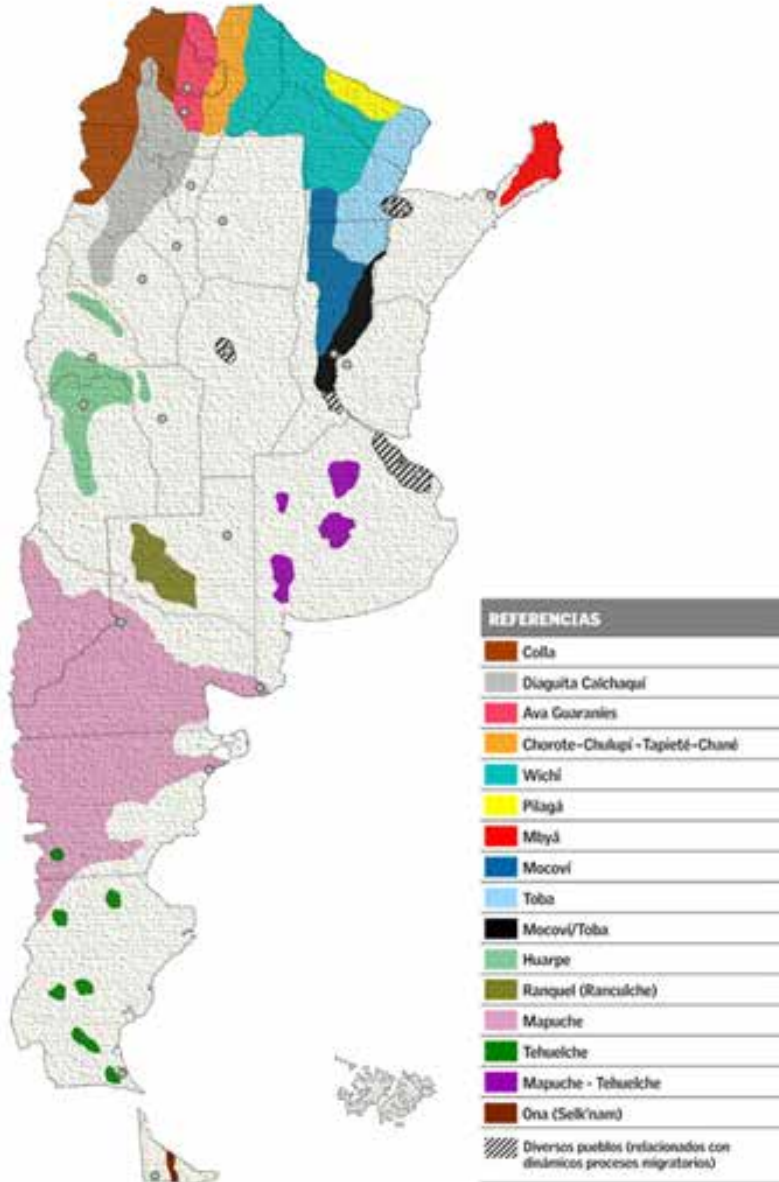 REFERENCIAS
Colla
Diaguita Calchaquí
Ava Guaraníes
Chorote-Chulupí-Tapieté-Chané
Wichí
Pilagá
Mbyá
Mocoví
Toba
Mocoví/Toba
Huarpe
Ranquel (Ranculche)
Mapuche
Tehuelche
Mapuche - Tehuelche
Ona (Selk'nam)
Diversos pueblos (relacionados con
dinámicos procesos migratorios)